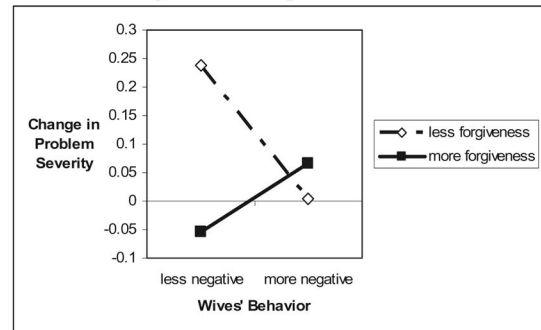 0.3
0.25
0.2
0.15
0.1
0.05
0
-0.05
-0.1
Change in
Problem
Severity
less negative more negative
Wives' Behavior
less forgiveness
more forgiveness